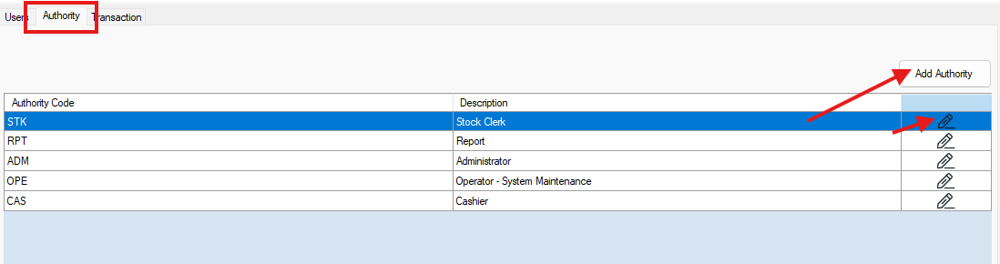 Users Authority Transaction
Add Authority
Authority Code Description
STK Stock Clerk
RPT Report
ADM Administrator
OPE Operator - System Maintenance
CAS Cashier